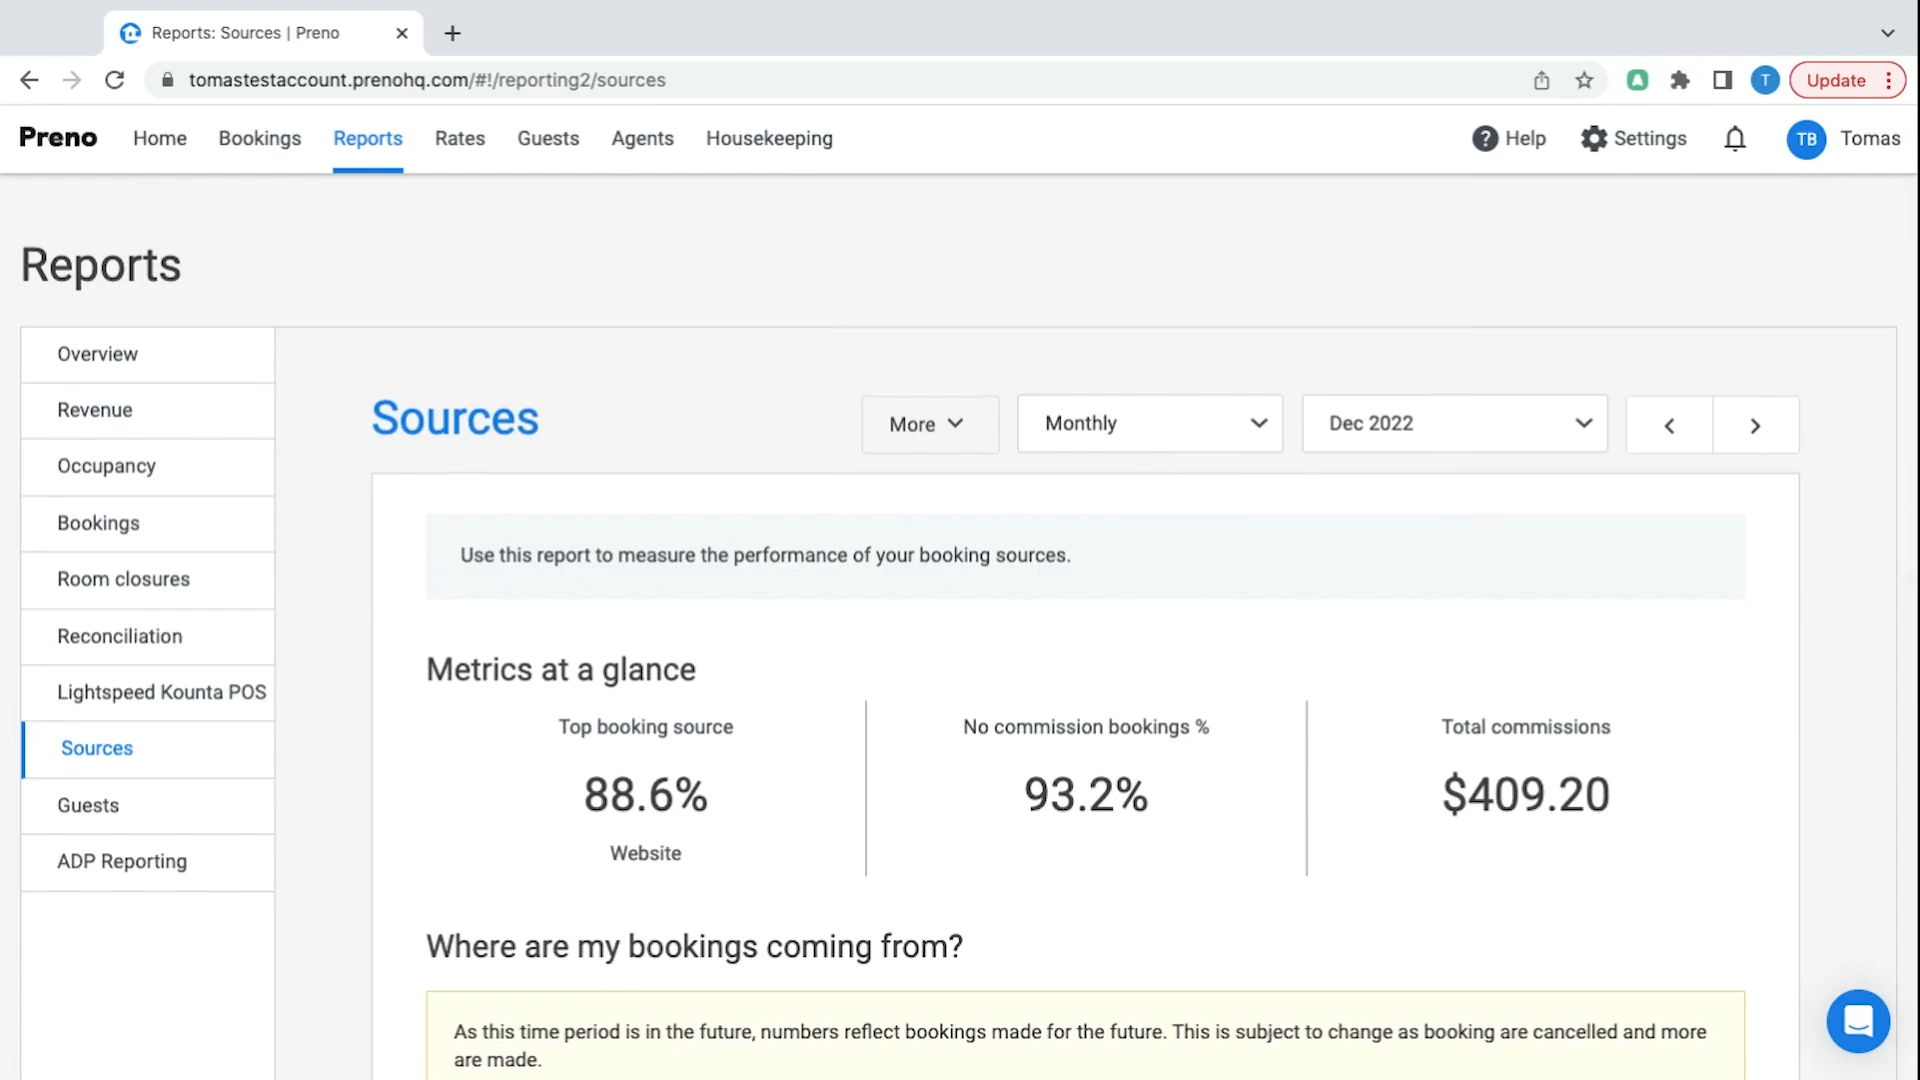 Reports: Sources | Preno
tomastestaccount.prenohq.com/#!/reporting2/sources
A
T
Update
Preno
Home
Bookings
Reports
Rates
Guests
Agents
Housekeeping
? Help
Settings
TB
Tomas
Reports
Overview
Revenue
Occupancy
Bookings
Room closures
Reconciliation
Lightspeed Kounta POS
Sources
Guests
ADP Reporting
Sources
More
Monthly
Dec 2022
Use this report to measure the performance of your booking sources.
Metrics at a glance
Top booking source
88.6%
Website
No commission bookings %
93.2%
Total commissions
$409.20
Where are my bookings coming from?
As this time period is in the future, numbers reflect bookings made for the future. This is subject to change as booking are cancelled and more
are made.